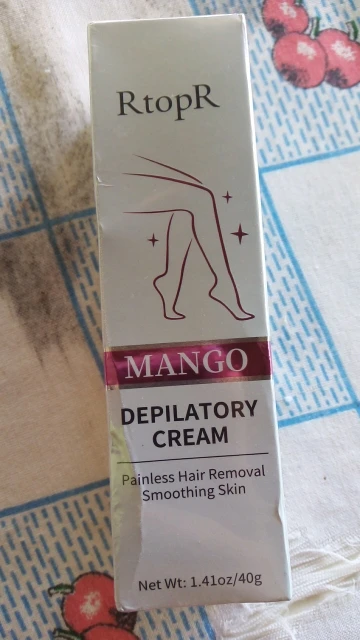 RtopR
MANGO
DEPILATORY
CREAM
Painless Hair Removal
Smoothing Skin
Net Wt: 1.41oz/40g